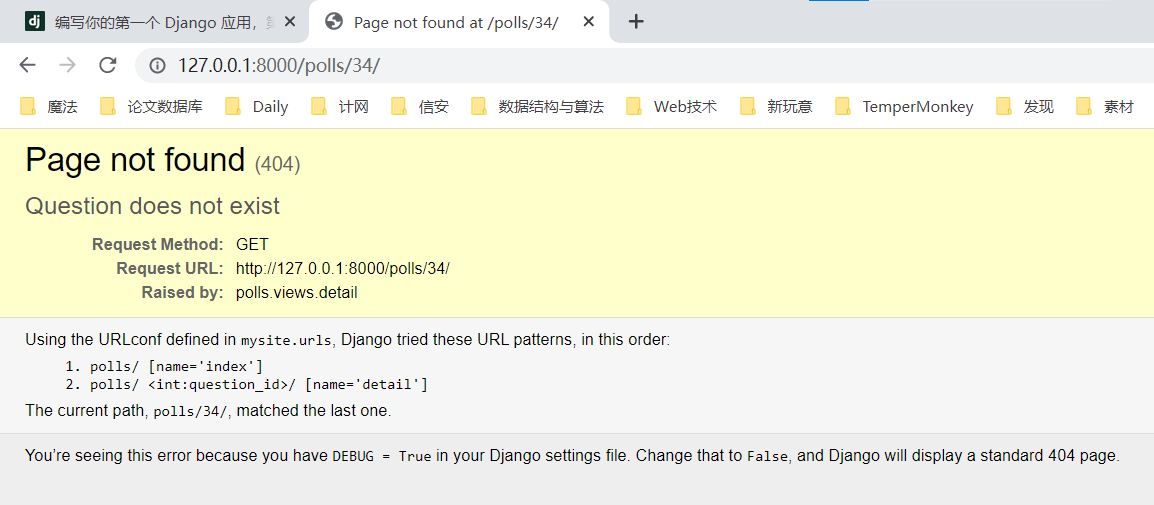 dj 编写你的第一个 Django 应用，
Page not found at /polls/34/
127.0.0.1:8000/polls/34/
魔法 论文数据库 Daily 计网 信安 数据结构与算法 Web技术 新玩意 TemperMonkey 发现 素材
Page not found (404)
Question does not exist
Request Method: GET
Request URL: http://127.0.0.1:8000/polls/34/
Raised by: polls.views.detail
Using the URLconf defined in mysite.urls, Django tried these URL patterns, in this order:
1. polls/ [name='index']
2. polls/ <int:question_id>/ [name='detail']
The current path, polls/34/, matched the last one.
You’re seeing this error because you have DEBUG = True in your Django settings file. Change that to False, and Django will display a standard 404 page.